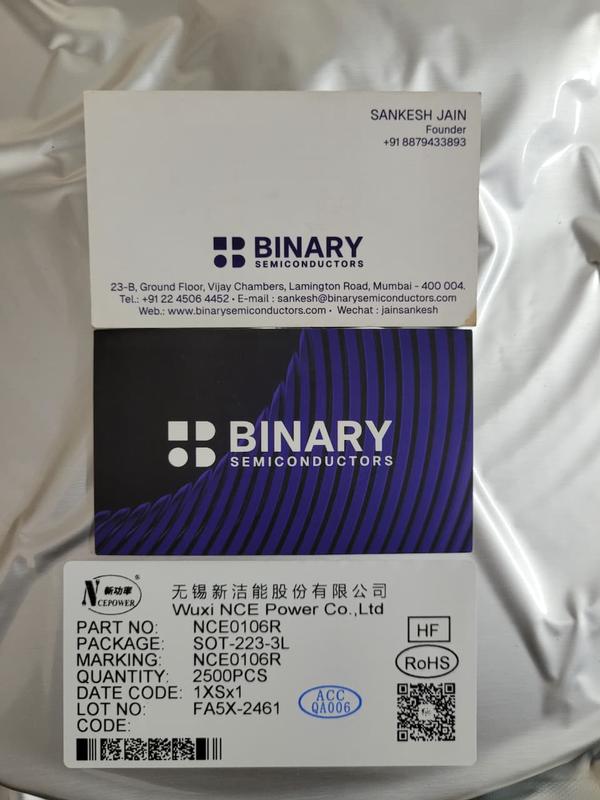 SANKESH JAIN
Founder
+91 8879433893
BINARY
SEMICONDUCTORS
23-B, Ground Floor, Vijay Chambers, Lamington Road, Mumbai - 400 004.
Tel.: +91 22 4506 4452 • E-mail : sankesh@binarysemiconductors.com
Web.: www.binarysemiconductors.com • Wechat : jainsankesh
BINARY
SEMICONDUCTORS
新功率 ®
NCEPOWER
无锡新洁能股份有限公司
Wuxi NCE Power Co.,Ltd
PART NO: NCE0106R
PACKAGE: SOT-223-3L
MARKING: NCE0106R
QUANTITY: 2500PCS
DATE CODE: 1XSx1
LOT NO: FA5X-2461
CODE:
HF
RoHS
ACC
QA006